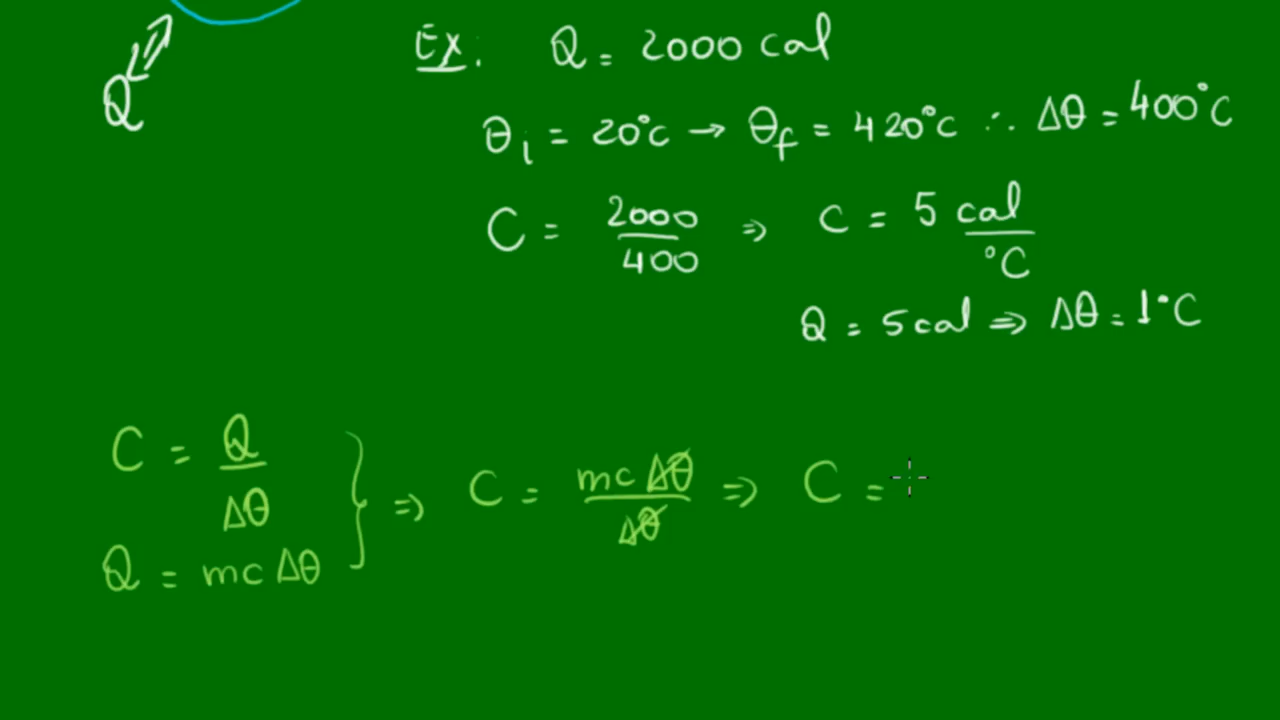 Q
Ex: Q = 2000 cal
θi = 20°C → θf = 420°C ∴ Δθ = 400°C
C = 2000/400 ⇒ C = 5 cal/°C
Q = 5 cal ⇒ Δθ = 1°C
C = Q/Δθ
Q = mcΔθ
} ⇒ C = mcΔθ/Δθ ⇒ C =